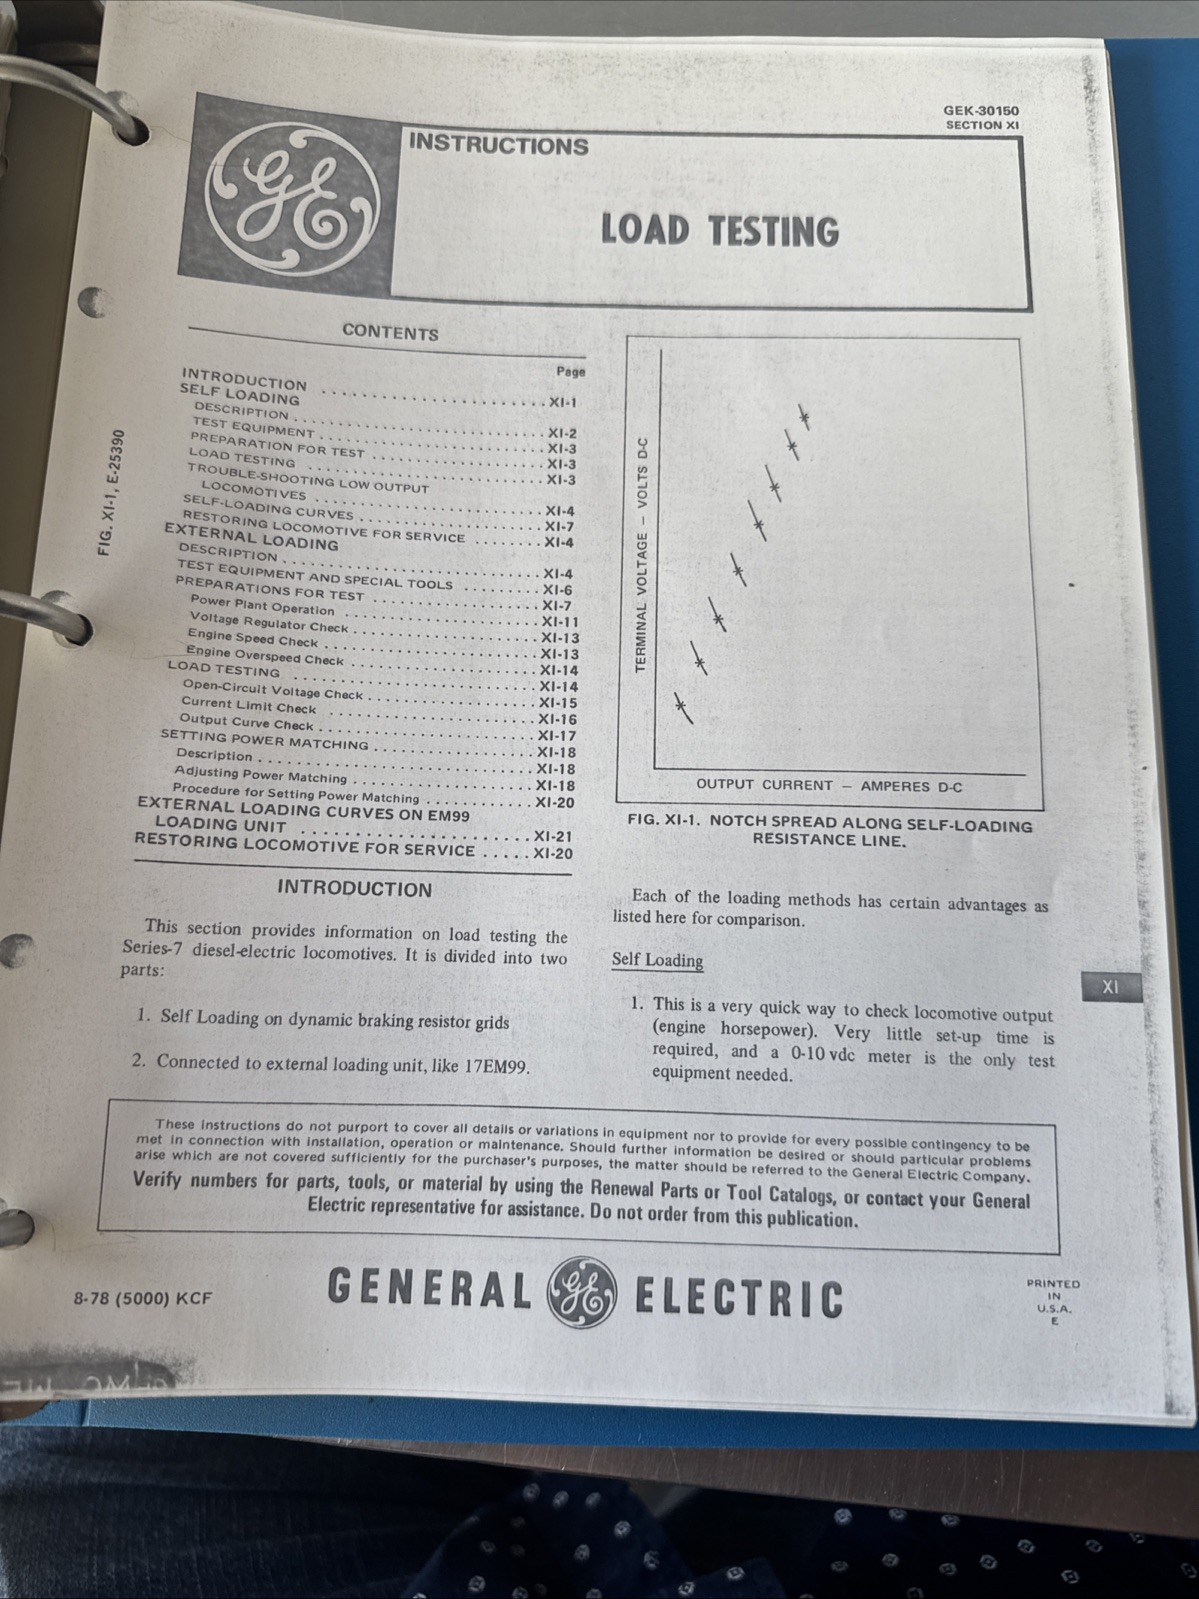 GEK-30150
SECTION XI
GE
INSTRUCTIONS
LOAD TESTING
FIG. XI-1, E-25390
CONTENTS
Page
INTRODUCTION . . . . . . . . . . . . . . . . . . . . . . . . XI-1
SELF LOADING
DESCRIPTION . . . . . . . . . . . . . . . . . . . . . . . . XI-2
TEST EQUIPMENT . . . . . . . . . . . . . . . . . . . . . XI-3
PREPARATION FOR TEST . . . . . . . . . . . . . . . . XI-3
LOAD TESTING . . . . . . . . . . . . . . . . . . . . . . XI-3
TROUBLE-SHOOTING LOW OUTPUT
LOCOMOTIVES . . . . . . . . . . . . . . . . . . . . . XI-4
SELF-LOADING CURVES . . . . . . . . . . . . . . . . . XI-7
RESTORING LOCOMOTIVE FOR SERVICE . . . . . . . . XI-4
EXTERNAL LOADING
DESCRIPTION . . . . . . . . . . . . . . . . . . . . . . . . XI-4
TEST EQUIPMENT AND SPECIAL TOOLS . . . . . . . . . XI-6
PREPARATIONS FOR TEST . . . . . . . . . . . . . . . . XI-7
Power Plant Operation . . . . . . . . . . . . . . . . . . XI-11
Voltage Regulator Check . . . . . . . . . . . . . . . . . XI-13
Engine Speed Check . . . . . . . . . . . . . . . . . . . . XI-13
Engine Overspeed Check . . . . . . . . . . . . . . . . . XI-14
LOAD TESTING . . . . . . . . . . . . . . . . . . . . . . . XI-14
Open-Circuit Voltage Check . . . . . . . . . . . . . . . XI-15
Current Limit Check . . . . . . . . . . . . . . . . . . . XI-16
Output Curve Check . . . . . . . . . . . . . . . . . . . . XI-17
SETTING POWER MATCHING . . . . . . . . . . . . . . . XI-18
Description . . . . . . . . . . . . . . . . . . . . . . . . . . XI-18
Adjusting Power Matching . . . . . . . . . . . . . . . . XI-18
Procedure for Setting Power Matching . . . . . . . . . . XI-20
EXTERNAL LOADING CURVES ON EM99
LOADING UNIT . . . . . . . . . . . . . . . . . . . . . . XI-21
RESTORING LOCOMOTIVE FOR SERVICE . . . . . XI-20
INTRODUCTION
This section provides information on load testing the
Series-7 diesel-electric locomotives. It is divided into two
parts:
1. Self Loading on dynamic braking resistor grids
2. Connected to external loading unit, like 17EM99.
TERMINAL VOLTAGE – VOLTS D-C
OUTPUT CURRENT – AMPERES D-C
FIG. XI-1. NOTCH SPREAD ALONG SELF-LOADING
RESISTANCE LINE.
Each of the loading methods has certain advantages as
listed here for comparison.
Self Loading
1. This is a very quick way to check locomotive output
(engine horsepower). Very little set-up time is
required, and a 0-10 vdc meter is the only test
equipment needed.
XI
These instructions do not purport to cover all details or variations in equipment nor to provide for every possible contingency to be
met in connection with installation, operation or maintenance. Should further information be desired or should particular problems
arise which are not covered sufficiently for the purchaser's purposes, the matter should be referred to the General Electric Company.
Verify numbers for parts, tools, or material by using the Renewal Parts or Tool Catalogs, or contact your General
Electric representative for assistance. Do not order from this publication.
8-78 (5000) KCF
GENERAL GE ELECTRIC
PRINTED
IN
U.S.A.
E